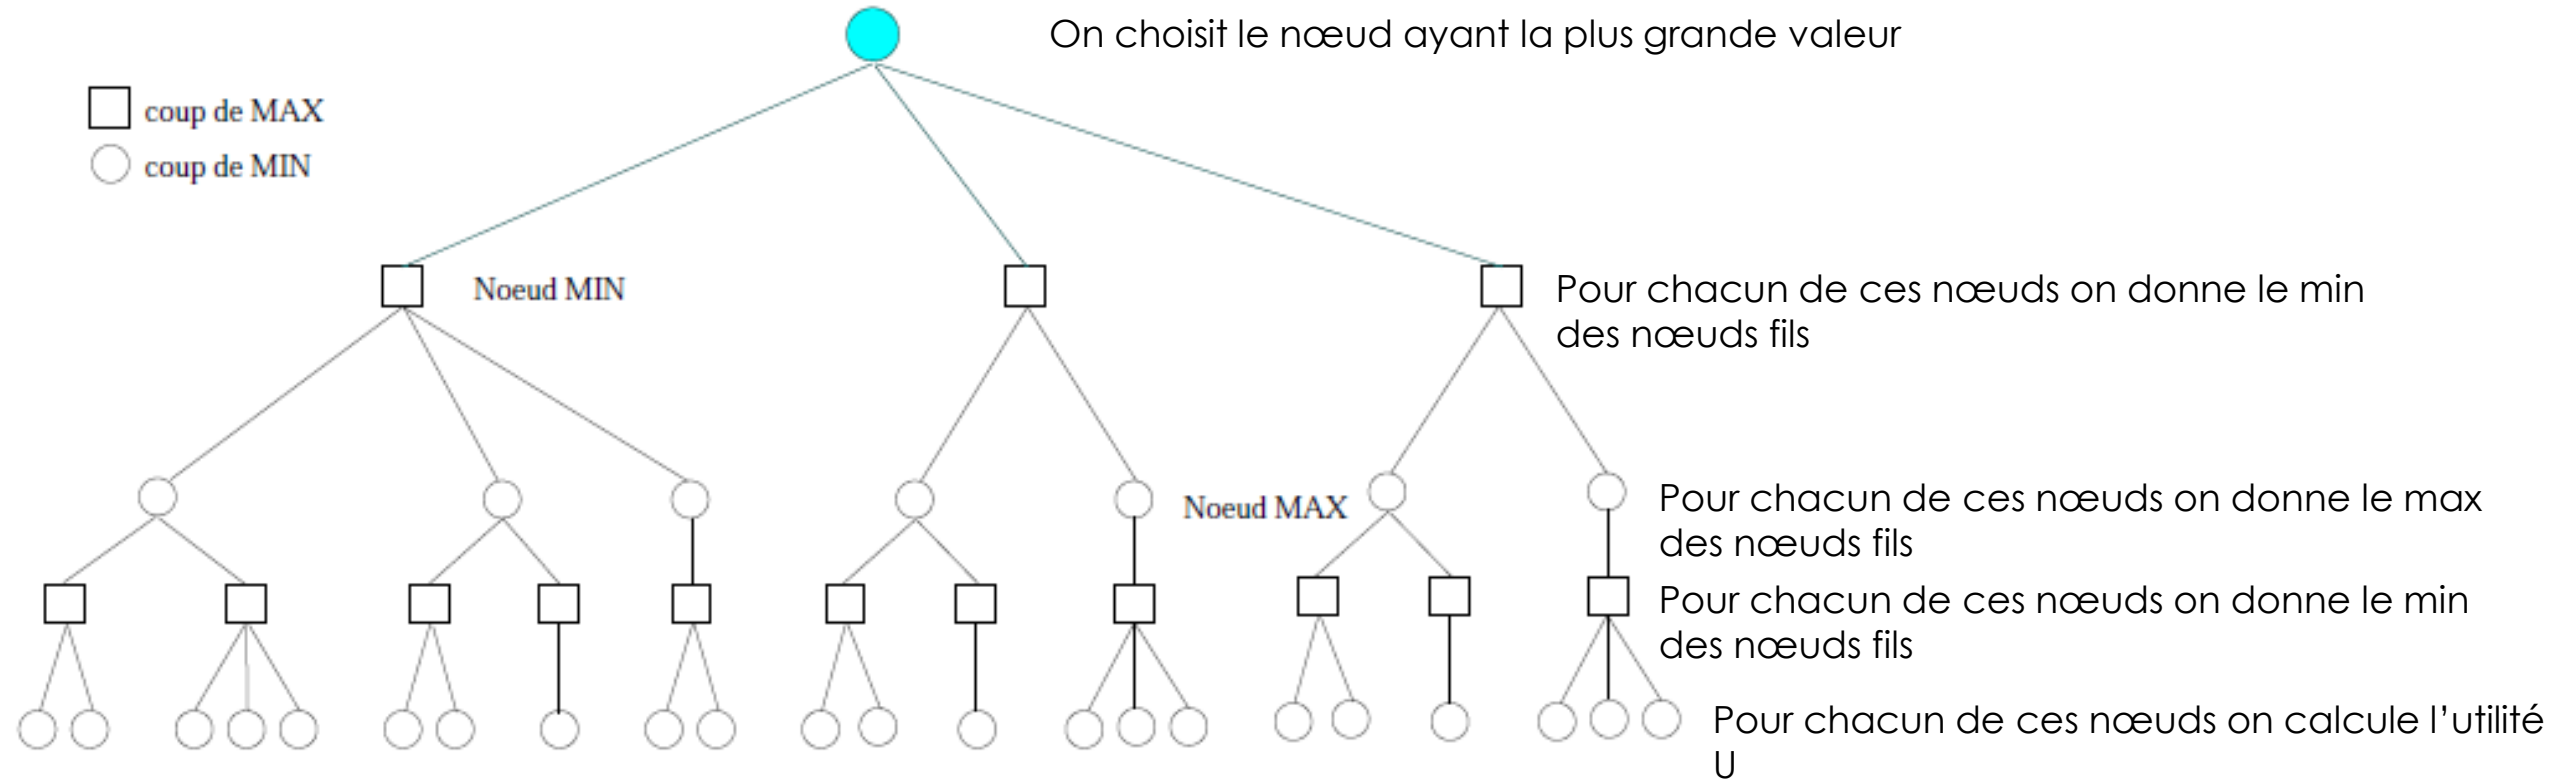 On choisit le nœud ayant la plus grande valeur
coup de MAX
coup de MIN
Noeud MIN
Pour chacun de ces nœuds on donne le min
des nœuds fils
Noeud MAX
Pour chacun de ces nœuds on donne le max
des nœuds fils
Pour chacun de ces nœuds on donne le min
des nœuds fils
Pour chacun de ces nœuds on calcule l’utilité
U